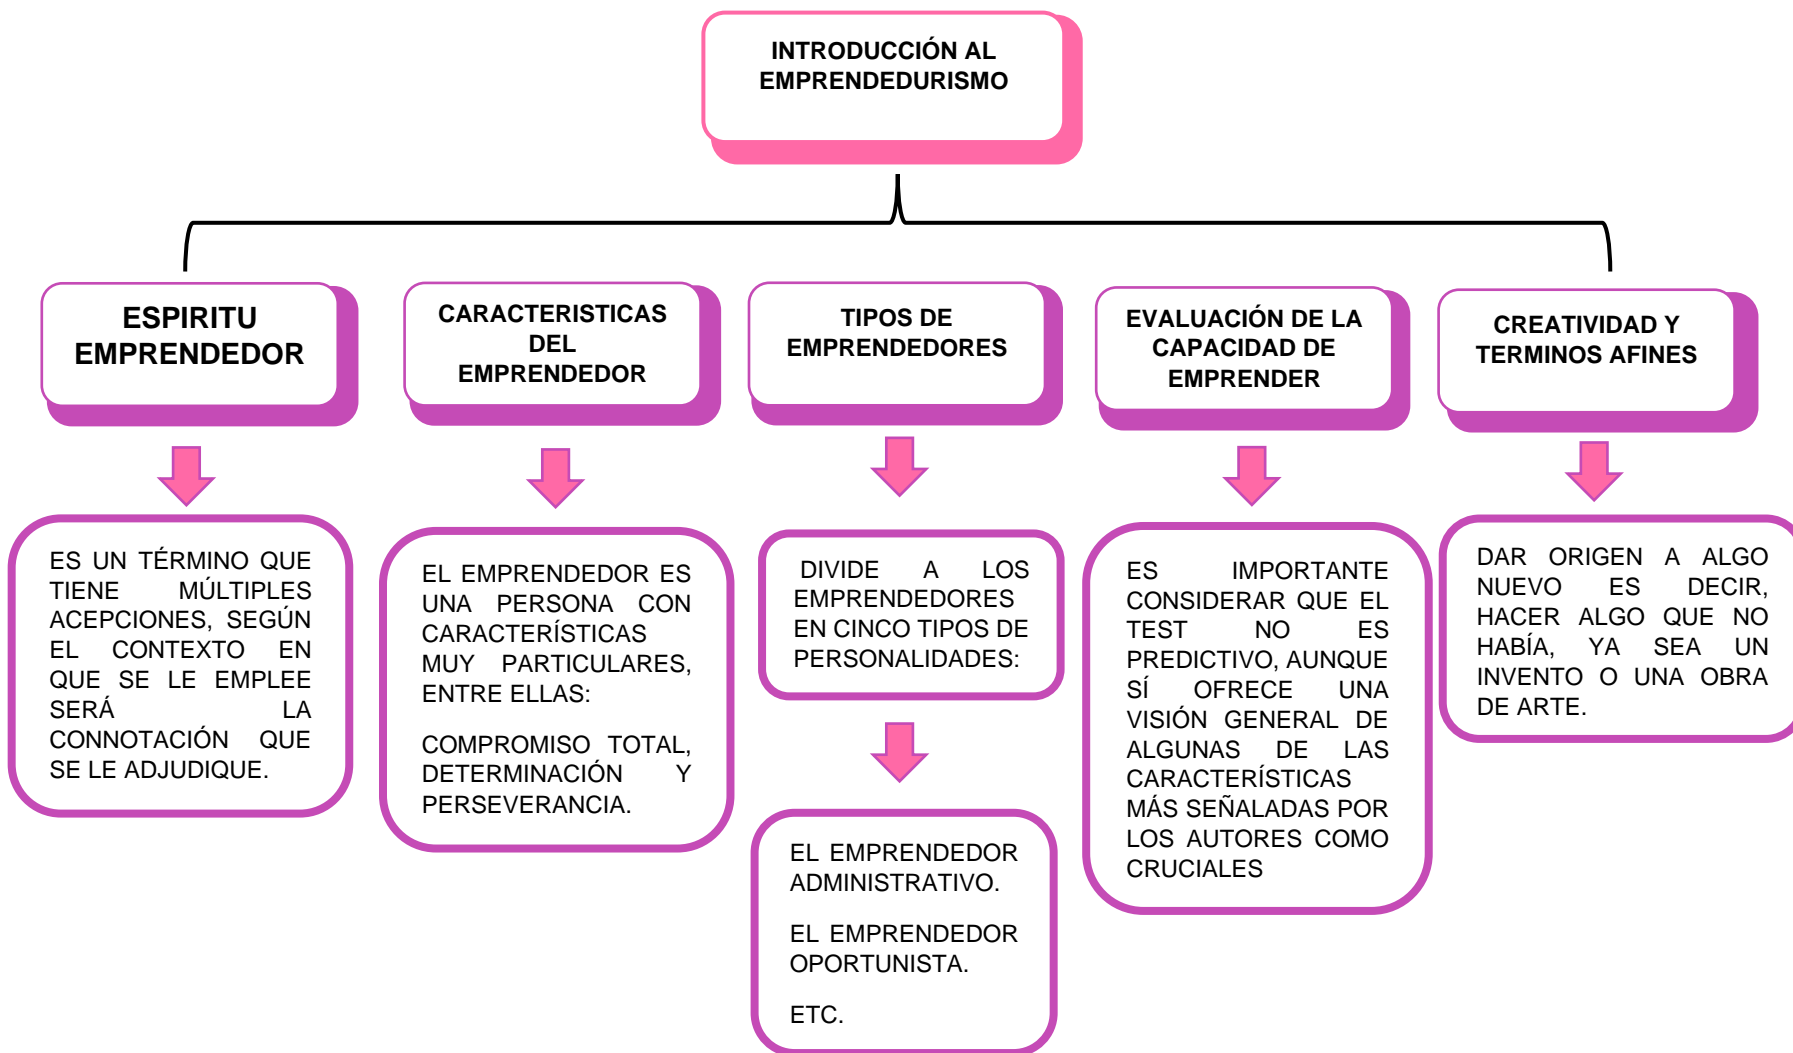 INTRODUCCIÓN AL
EMPRENDEDURISMO
ESPIRITU
EMPRENDEDOR
CARACTERISTICAS
DEL
EMPRENDEDOR
TIPOS DE
EMPRENDEDORES
EVALUACIÓN DE LA
CAPACIDAD DE
EMPRENDER
CREATIVIDAD Y
TERMINOS AFINES
ES UN TÉRMINO QUE
TIENE MÚLTIPLES
ACEPCIONES, SEGÚN
EL CONTEXTO EN
QUE SE LE EMPLEE
SERÁ LA
CONNOTACIÓN QUE
SE LE ADJUDIQUE.
EL EMPRENDEDOR ES
UNA PERSONA CON
CARACTERÍSTICAS
MUY PARTICULARES,
ENTRE ELLAS:
COMPROMISO TOTAL,
DETERMINACIÓN Y
PERSEVERANCIA.
DIVIDE A LOS
EMPRENDEDORES
EN CINCO TIPOS DE
PERSONALIDADES:
EL EMPRENDEDOR
ADMINISTRATIVO.
EL EMPRENDEDOR
OPORTUNISTA.
ETC.
ES IMPORTANTE
CONSIDERAR QUE EL
TEST NO ES
PREDICTIVO, AUNQUE
SÍ OFRECE UNA
VISIÓN GENERAL DE
ALGUNAS DE LAS
CARACTERÍSTICAS
MÁS SEÑALADAS POR
LOS AUTORES COMO
CRUCIALES
DAR ORIGEN A ALGO
NUEVO ES DECIR,
HACER ALGO QUE NO
HABÍA, YA SEA UN
INVENTO O UNA OBRA
DE ARTE.